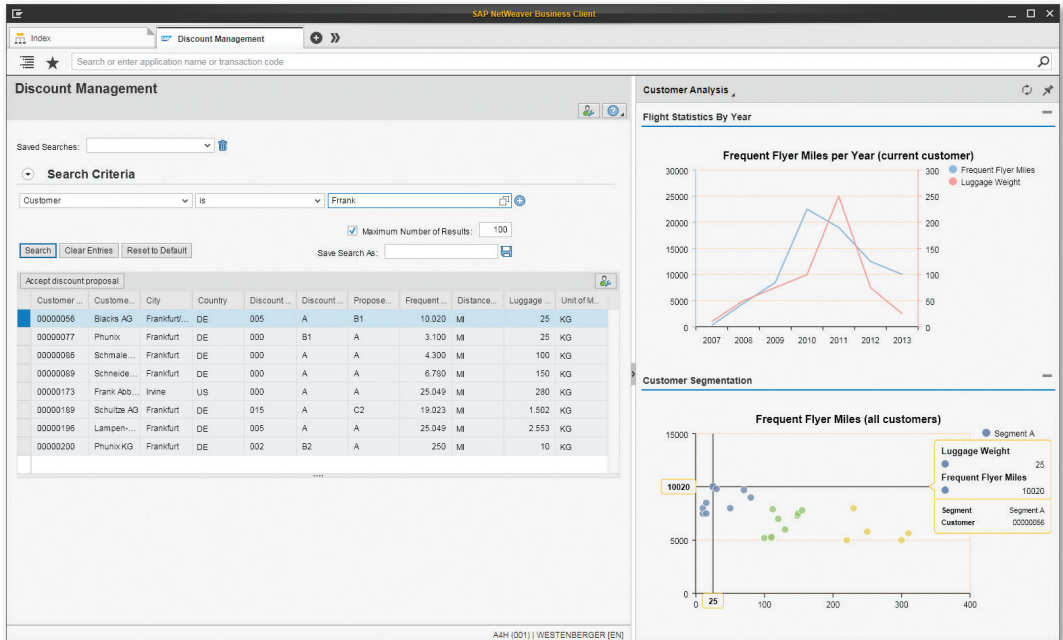 SAP NetWeaver Business Client
Index
SAP Discount Management
Search or enter application name or transaction code
Discount Management
Saved Searches:
Search Criteria
Customer is Frrank
Maximum Number of Results: 100
Search Clear Entries Reset to Default Save Search As:
Accept discount proposal
Customer ... Custome... City Country Discount ... Discount ... Propose... Frequent ... Distance... Luggage ... Unit of M...
00000056 Blacks AG Frankfurt/... DE 005 A B1 10.020 MI 25 KG
00000077 Phunix Frankfurt DE 000 B1 A 3.100 MI 25 KG
00000086 Schmale... Frankfurt DE 000 A A 4.300 MI 100 KG
00000089 Schneide... Frankfurt DE 000 A A 6.780 MI 150 KG
00000173 Frank Abb... Irvine US 000 A A 25.049 MI 280 KG
00000189 Schultze AG Frankfurt DE 015 A C2 19.023 MI 1.502 KG
00000196 Lampen-... Frankfurt DE 005 A A 25.049 MI 2.553 KG
00000200 Phunix KG Frankfurt DE 002 B2 A 250 MI 10 KG
A4H (001) | WESTENBERGER [EN]
Customer Analysis
Flight Statistics By Year
Frequent Flyer Miles per Year (current customer)
30000 300 Frequent Flyer Miles
Luggage Weight
25000 250
20000 200
15000 150
10000 100
5000 50
0 0
2007 2008 2009 2010 2011 2012 2013
Customer Segmentation
Frequent Flyer Miles (all customers)
15000 Segment A
Luggage Weight
25
Frequent Flyer Miles
10020
10020
Segment Segment A
Customer 00000056
5000
0
0 25 100 200 300 400